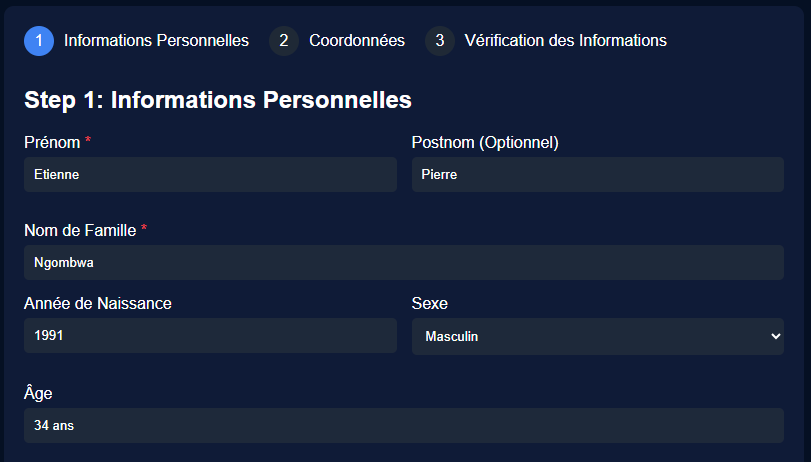 1 Informations Personnelles 2 Coordonnées 3 Vérification des Informations
Step 1: Informations Personnelles
Prénom * Postnom (Optionnel)
Etienne Pierre
Nom de Famille *
Ngombwa
Année de Naissance Sexe
1991 Masculin
Âge
34 ans